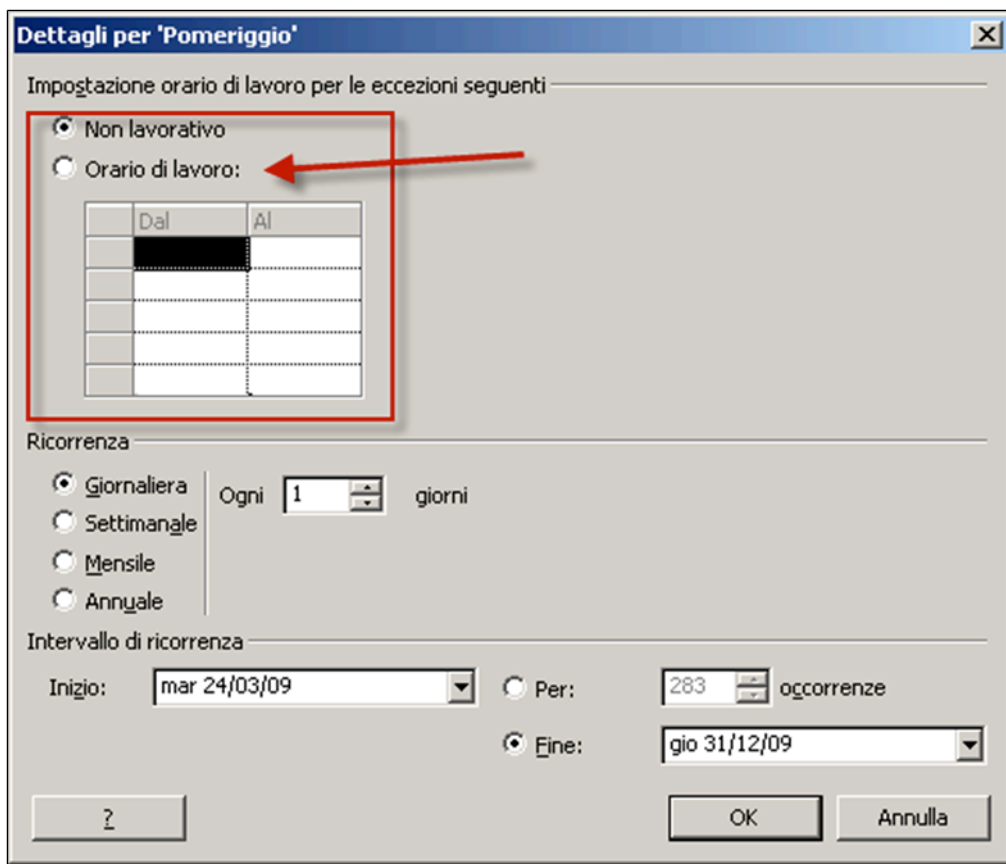 Dettagli per 'Pomeriggio'
Impostazione orario di lavoro per le eccezioni seguenti
Non lavorativo
Orario di lavoro:
Dal Al
Ricorrenza
Giornaliera Ogni 1 giorni
Settimanale
Mensile
Annuale
Intervallo di ricorrenza
Inizio: mar 24/03/09 Per: 283 occorrenze
Fine: gio 31/12/09
? OK Annulla